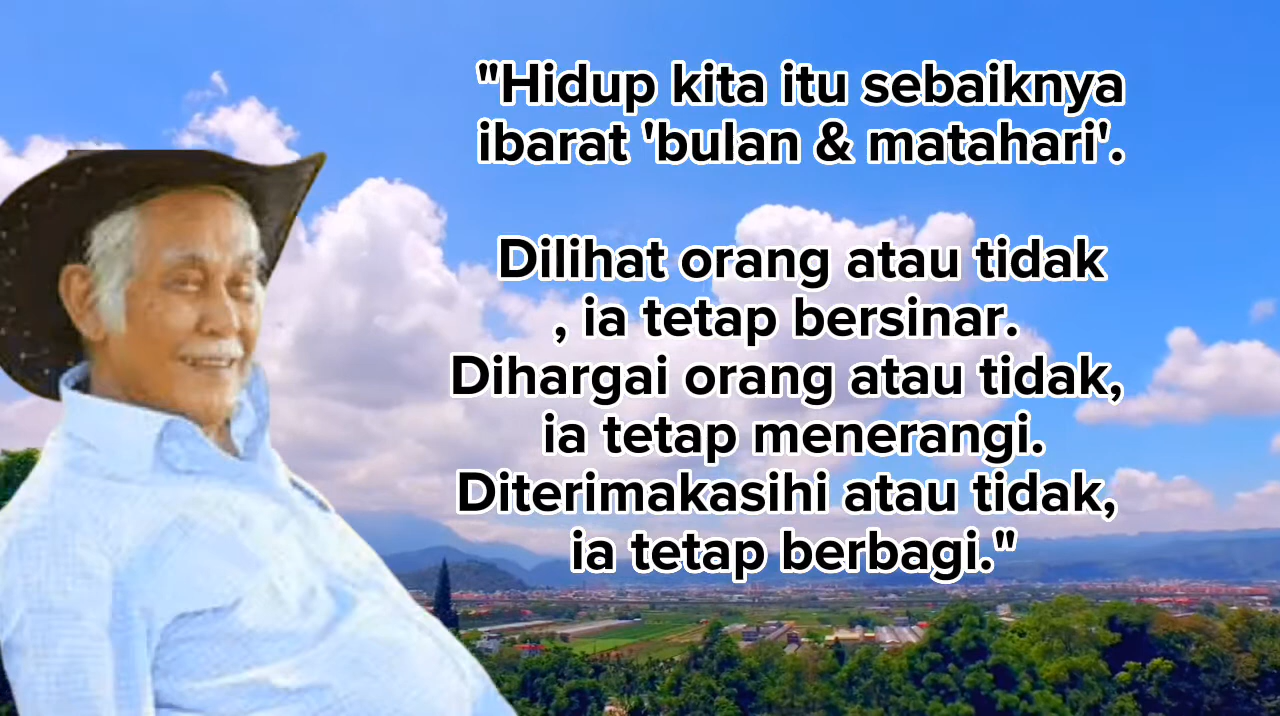 "Hidup kita itu sebaiknya
ibarat 'bulan & matahari'.
Dilihat orang atau tidak
, ia tetap bersinar.
Dihargai orang atau tidak,
ia tetap menerangi.
Diterimakasihi atau tidak,
ia tetap berbagi."